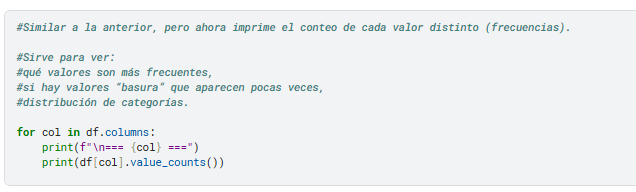 #Similar a la anterior, pero ahora imprime el conteo de cada valor distinto (frecuencias).
#Sirve para ver:
#qué valores son más frecuentes,
#si hay valores “basura” que aparecen pocas veces,
#distribución de categorías.
for col in df.columns:
    print(f"\n=== {col} ===")
    print(df[col].value_counts())